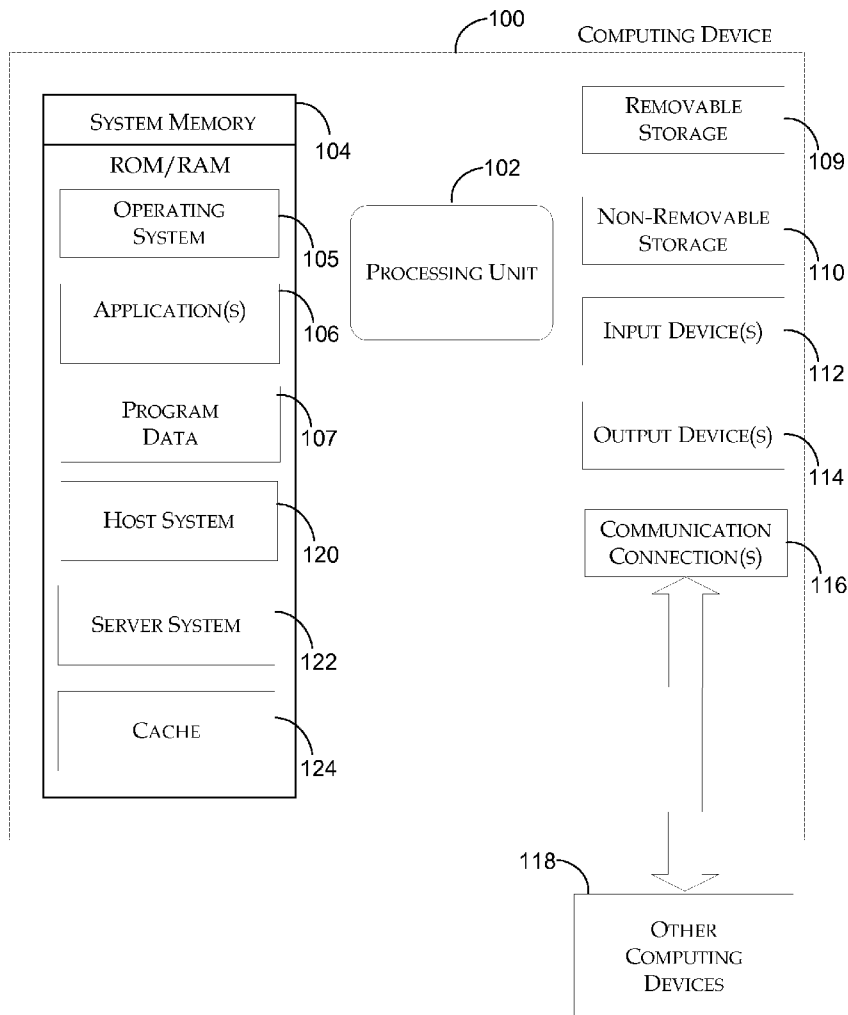 100
COMPUTING DEVICE
SYSTEM MEMORY
104
ROM/RAM
OPERATING
SYSTEM
105
APPLICATION(S)
106
PROGRAM
DATA
107
HOST SYSTEM
120
SERVER SYSTEM
122
CACHE
124
102
PROCESSING UNIT
REMOVABLE
STORAGE
109
NON-REMOVABLE
STORAGE
110
INPUT DEVICE(S)
112
OUTPUT DEVICE(S)
114
COMMUNICATION
CONNECTION(S)
116
118
OTHER
COMPUTING
DEVICES